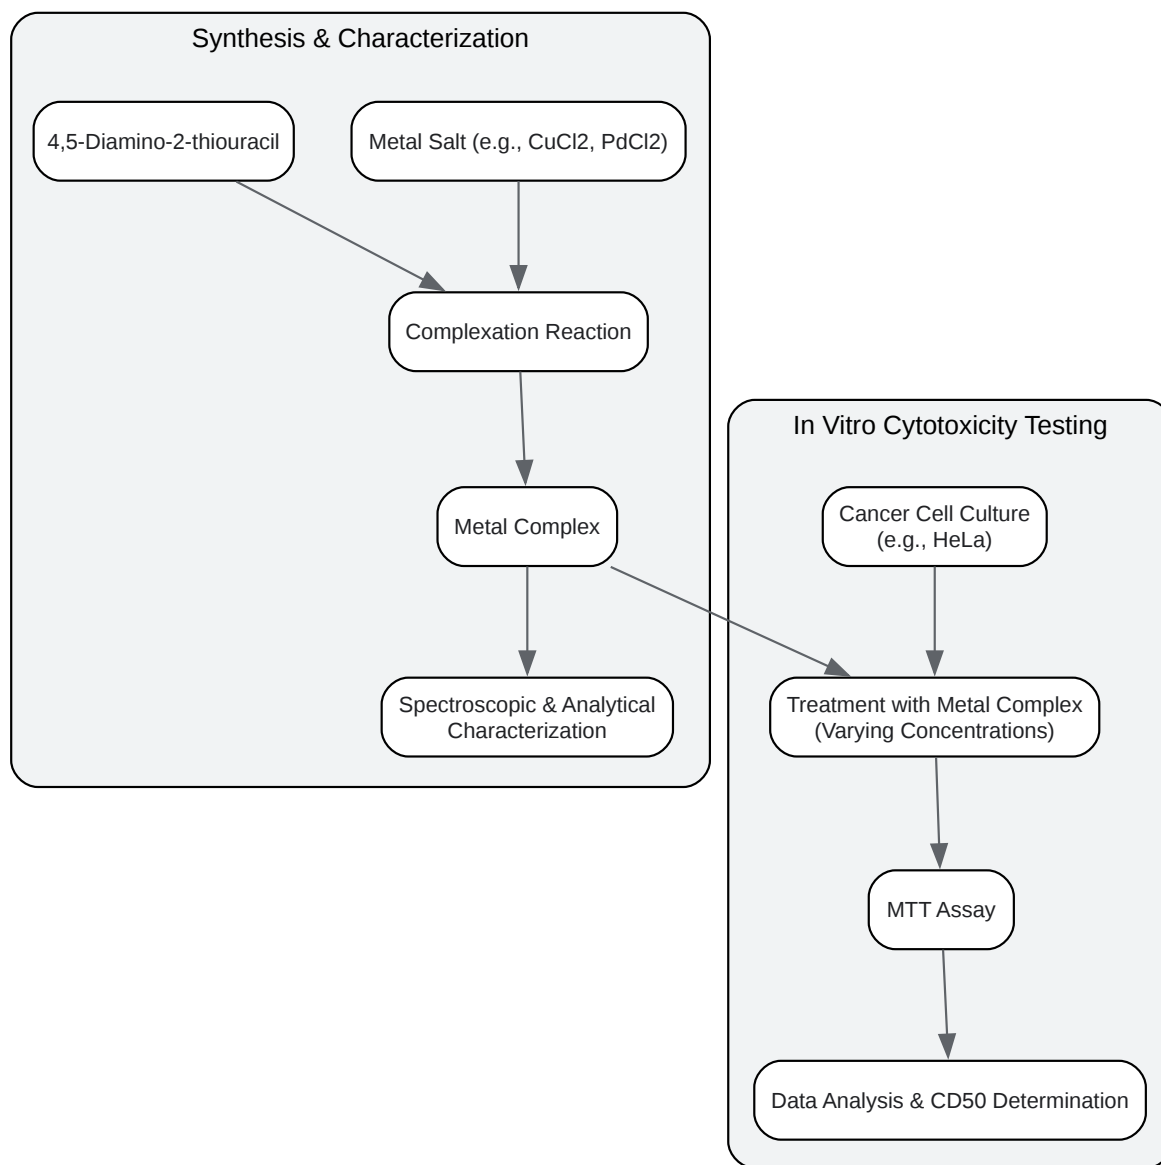 Synthesis & Characterization
4,5-Diamino-2-thiouracil
Metal Salt (e.g., CuCl2, PdCl2)
Complexation Reaction
Metal Complex
Spectroscopic & Analytical
Characterization
In Vitro Cytotoxicity Testing
Cancer Cell Culture
(e.g., HeLa)
Treatment with Metal Complex
(Varying Concentrations)
MTT Assay
Data Analysis & CD50 Determination